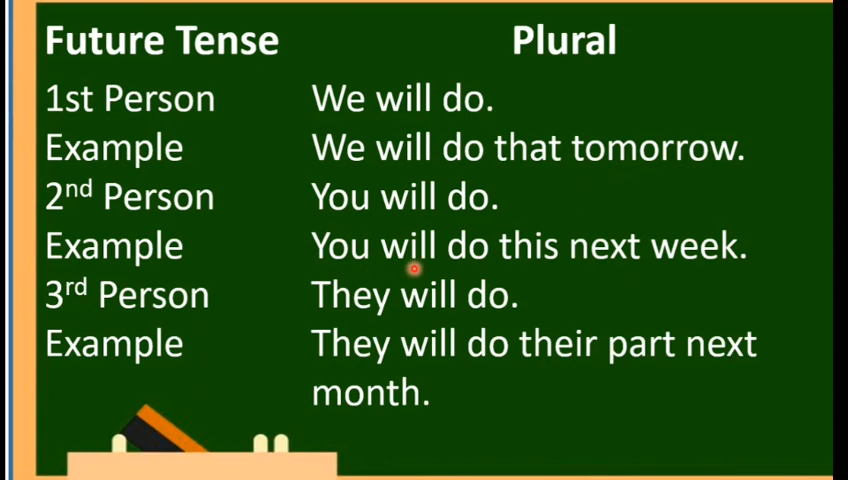 Future Tense Plural
1st Person We will do.
Example We will do that tomorrow.
2nd Person You will do.
Example You will do this next week.
3rd Person They will do.
Example They will do their part next
month.